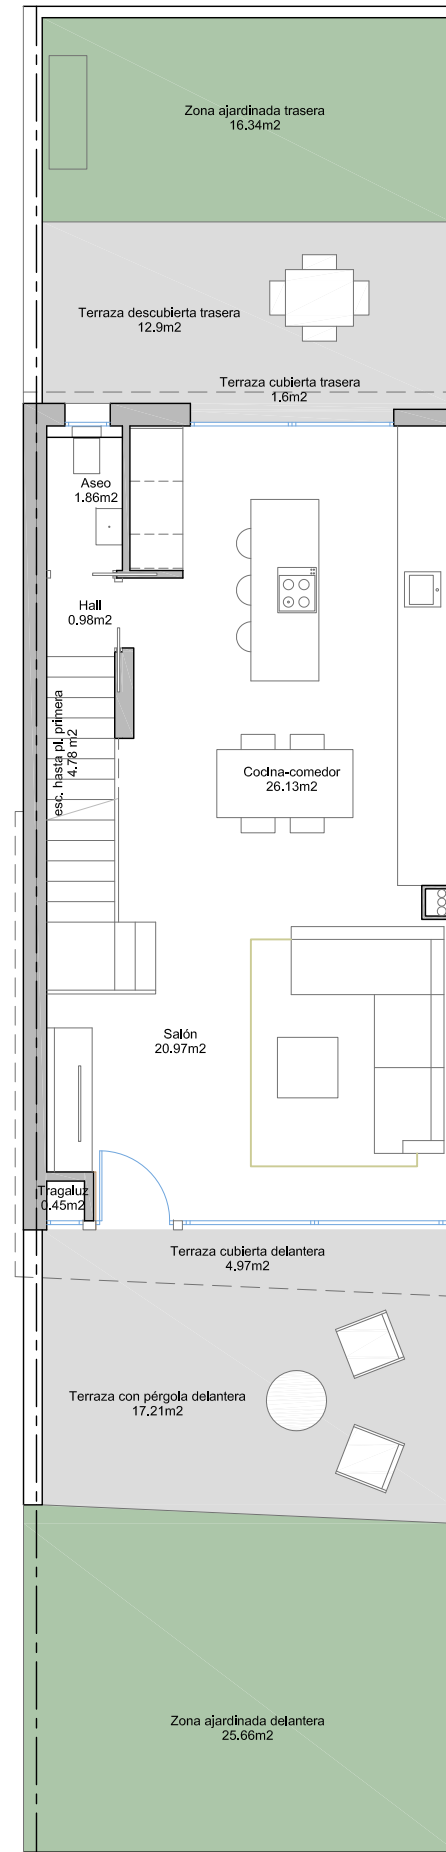 Zona ajardinada trasera
16.34m2
Terraza descubierta trasera
12.9m2
Terraza cubierta trasera
1.6m2
Aseo
1.86m2
Hall
0.98m2
esc. hasta pl. primera
4.78 m2
Cocina-comedor
26.13m2
Salón
20.97m2
Tragaluz
0.45m2
Terraza cubierta delantera
4.97m2
Terraza con pérgola delantera
17.21m2
Zona ajardinada delantera
25.66m2